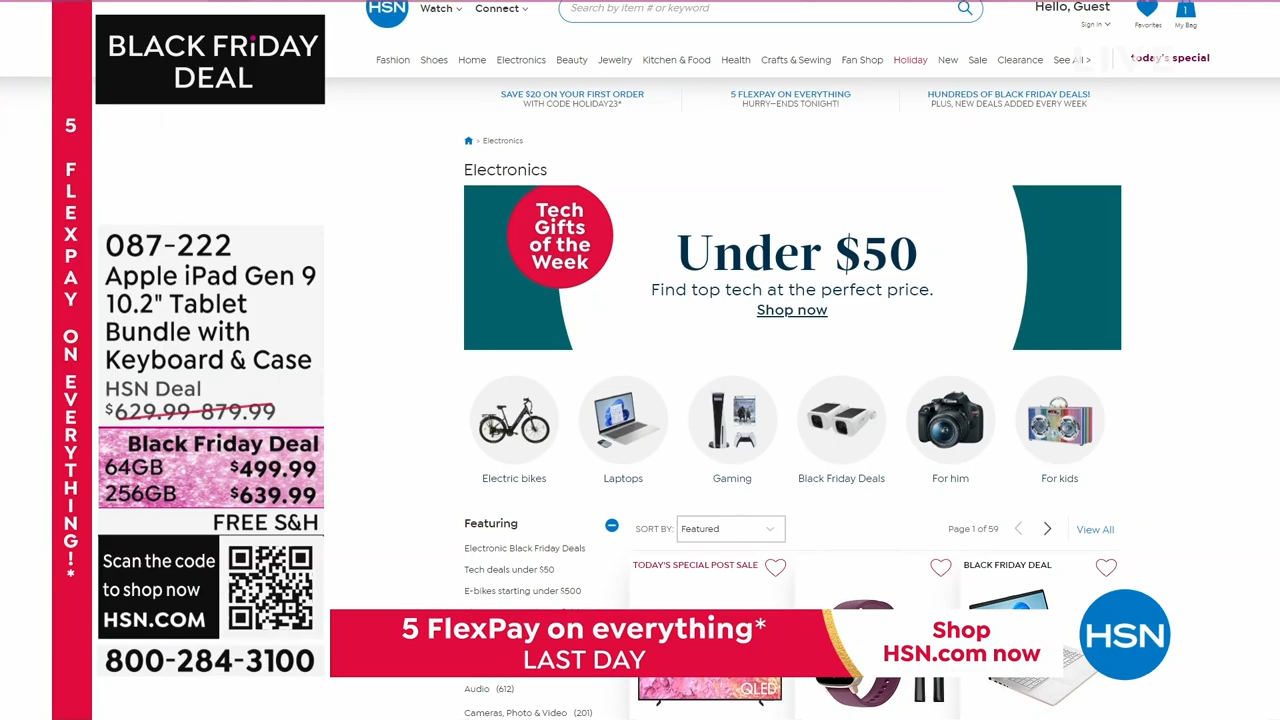 BLACK FRiDAY
DEAL
5 FLEXPAY ON EVERYTHING!*
087-222
Apple iPad Gen 9
10.2" Tablet
Bundle with
Keyboard & Case
HSN Deal
$629.99-879.99
Black Friday Deal
64GB $499.99
256GB $639.99
FREE S&H
Scan the code
to shop now
HSN.COM
800-284-3100
HSN Watch Connect Search by item # or keyword Hello, Guest
Sign in Favorites 1 My Bag
LIVE
Fashion Shoes Home Electronics Beauty Jewelry Kitchen & Food Health Crafts & Sewing Fan Shop Holiday New Sale Clearance See All > today's special
SAVE $20 ON YOUR FIRST ORDER 5 FLEXPAY ON EVERYTHING HUNDREDS OF BLACK FRIDAY DEALS!
WITH CODE HOLIDAY23* HURRY—ENDS TONIGHT! PLUS, NEW DEALS ADDED EVERY WEEK
> Electronics
Electronics
Tech
Gifts
of the
Week
Under $50
Find top tech at the perfect price.
Shop now
Electric bikes Laptops Gaming Black Friday Deals For him For kids
Featuring SORT BY: Featured Page 1 of 59 View All
Electronic Black Friday Deals
Tech deals under $50
E-bikes starting under $500
TODAY'S SPECIAL POST SALE BLACK FRIDAY DEAL
5 FlexPay on everything*
LAST DAY
Shop
HSN.com now
HSN
Audio (612)
Cameras, Photo & Video (201)
QLED